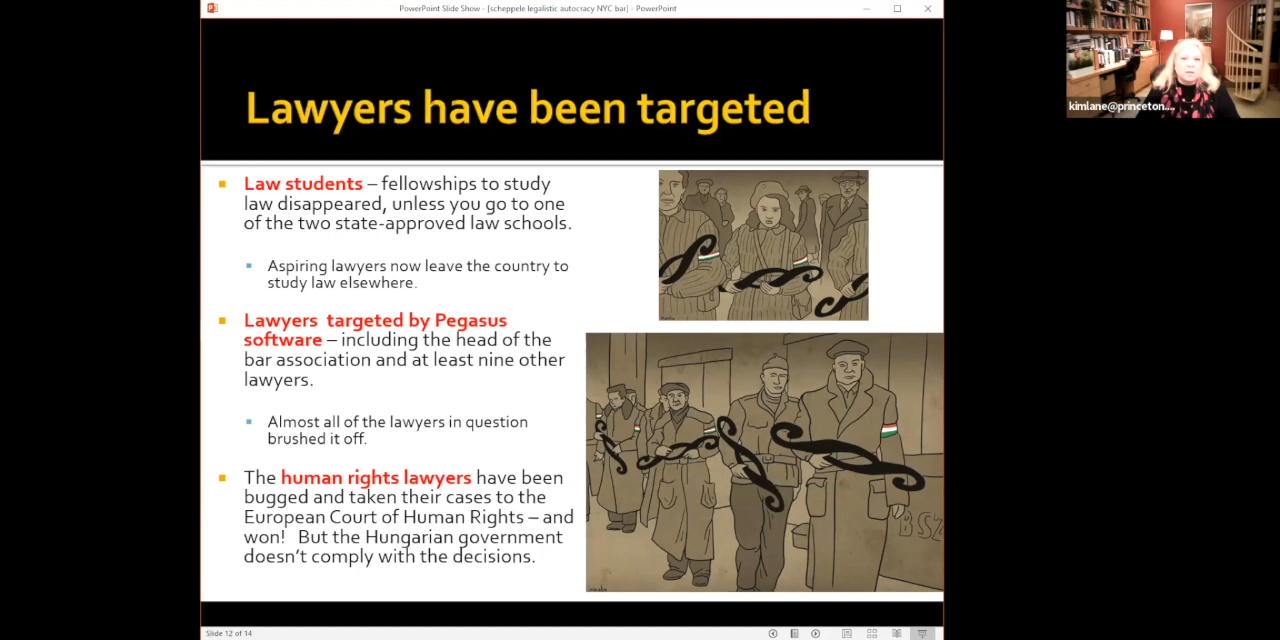 PowerPoint Slide Show - [scheppele legalistic autocracy NYC bar] - PowerPoint
Lawyers have been targeted
Law students – fellowships to study
law disappeared, unless you go to one
of the two state-approved law schools.
Aspiring lawyers now leave the country to
study law elsewhere.
Lawyers targeted by Pegasus
software – including the head of the
bar association and at least nine other
lawyers.
Almost all of the lawyers in question
brushed it off.
The human rights lawyers have been
bugged and taken their cases to the
European Court of Human Rights – and
won! But the Hungarian government
doesn't comply with the decisions.
kimlane@princeton....
BSZ
Slide 12 of 14